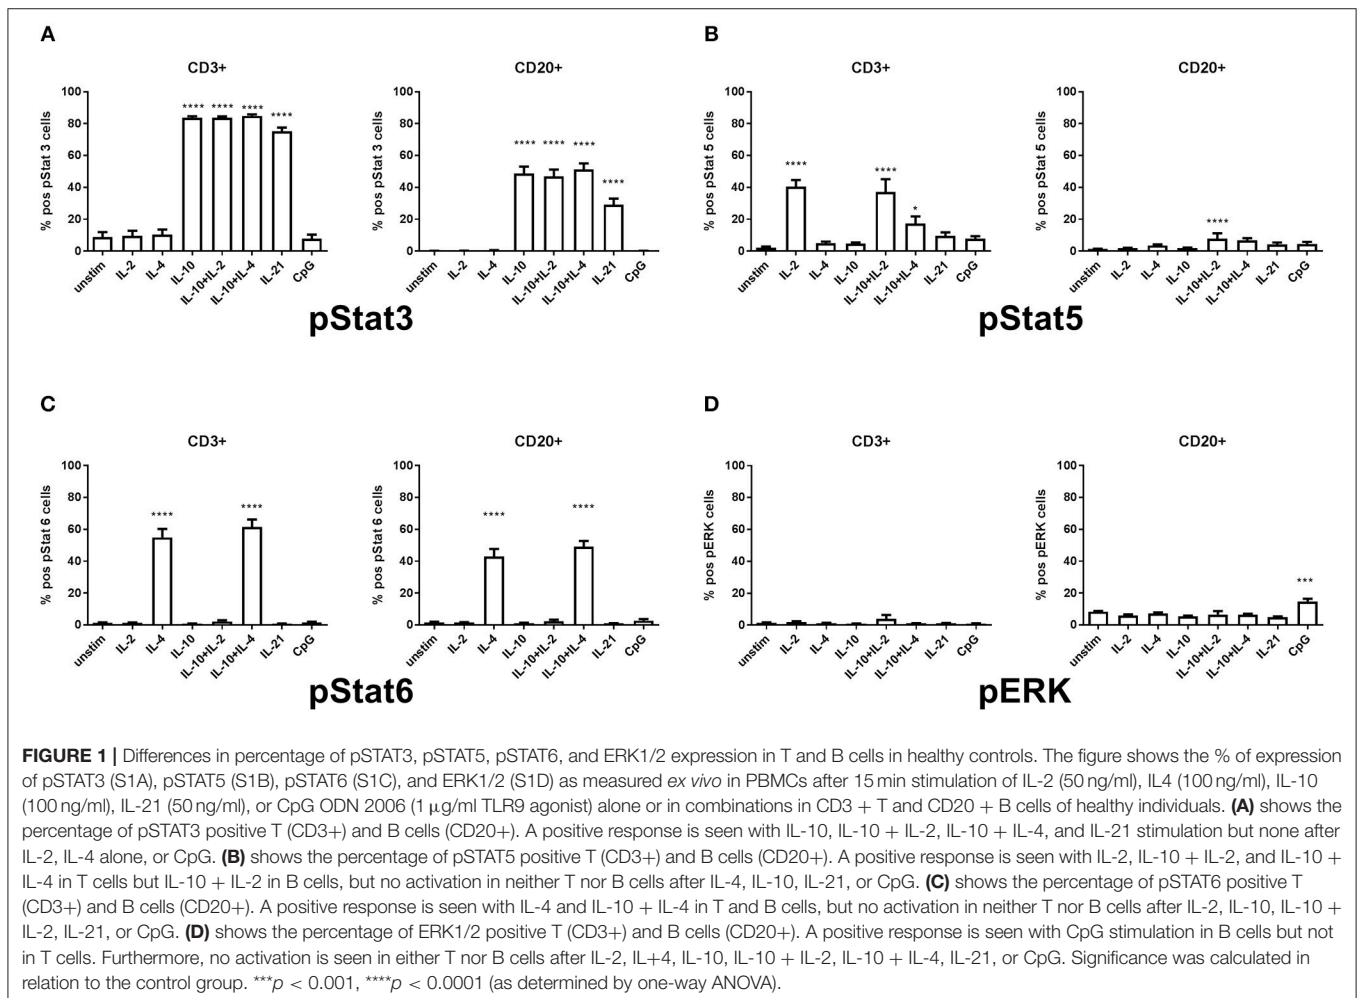 A
B
CD3+
CD20+
CD3+
CD20+
% pos pStat 3 cells
100
80
60
40
20
0
**** **** **** ****
unstim IL-2 IL-4 IL-10 IL-10+IL-2 IL-10+IL-4 IL-21 CpG
% pos pStat 3 cells
100
80
60
40
20
0
**** **** **** ****
unstim IL-2 IL-4 IL-10 IL-10+IL-2 IL-10+IL-4 IL-21 CpG
pStat3
% pos pStat 5 cells
100
80
60
40
20
0
**** **** *
unstim IL-2 IL-4 IL-10 IL-10+IL-2 IL-10+IL-4 IL-21 CpG
% pos pStat 5 cells
100
80
60
40
20
0
****
unstim IL-2 IL-4 IL-10 IL-10+IL-2 IL-10+IL-4 IL-21 CpG
pStat5
C
D
CD3+
CD20+
CD3+
CD20+
% pos pStat 6 cells
100
80
60
40
20
0
**** ****
unstim IL-2 IL-4 IL-10 IL-10+IL-2 IL-10+IL-4 IL-21 CpG
% pos pStat 6 cells
100
80
60
40
20
0
**** ****
unstim IL-2 IL-4 IL-10 IL-10+IL-2 IL-10+IL-4 IL-21 CpG
pStat6
% pos pERK cells
100
80
60
40
20
0
unstim IL-2 IL-4 IL-10 IL-10+IL-2 IL-10+IL-4 IL-21 CpG
% pos pERK cells
100
80
60
40
20
0
***
unstim IL-2 IL-4 IL-10 IL-10+IL-2 IL-10+IL-4 IL-21 CpG
pERK
FIGURE 1 | Differences in percentage of pSTAT3, pSTAT5, pSTAT6, and ERK1/2 expression in T and B cells in healthy controls. The figure shows the % of expression
of pSTAT3 (S1A), pSTAT5 (S1B), pSTAT6 (S1C), and ERK1/2 (S1D) as measured ex vivo in PBMCs after 15 min stimulation of IL-2 (50 ng/ml), IL4 (100 ng/ml), IL-10
(100 ng/ml), IL-21 (50 ng/ml), or CpG ODN 2006 (1 μg/ml TLR9 agonist) alone or in combinations in CD3 + T and CD20 + B cells of healthy individuals. (A) shows the
percentage of pSTAT3 positive T (CD3+) and B cells (CD20+). A positive response is seen with IL-10, IL-10 + IL-2, IL-10 + IL-4, and IL-21 stimulation but none after
IL-2, IL-4 alone, or CpG. (B) shows the percentage of pSTAT5 positive T (CD3+) and B cells (CD20+). A positive response is seen with IL-2, IL-10 + IL-2, and IL-10 +
IL-4 in T cells but IL-10 + IL-2 in B cells, but no activation in neither T nor B cells after IL-4, IL-10, IL-21, or CpG. (C) shows the percentage of pSTAT6 positive T
(CD3+) and B cells (CD20+). A positive response is seen with IL-4 and IL-10 + IL-4 in T and B cells, but no activation in neither T nor B cells after IL-2, IL-10, IL-10 +
IL-2, IL-21, or CpG. (D) shows the percentage of ERK1/2 positive T (CD3+) and B cells (CD20+). A positive response is seen with CpG stimulation in B cells but not
in T cells. Furthermore, no activation is seen in either T nor B cells after IL-2, IL+4, IL-10, IL-10 + IL-2, IL-10 + IL-4, IL-21, or CpG. Significance was calculated in
relation to the control group. ***p < 0.001, ****p < 0.0001 (as determined by one-way ANOVA).